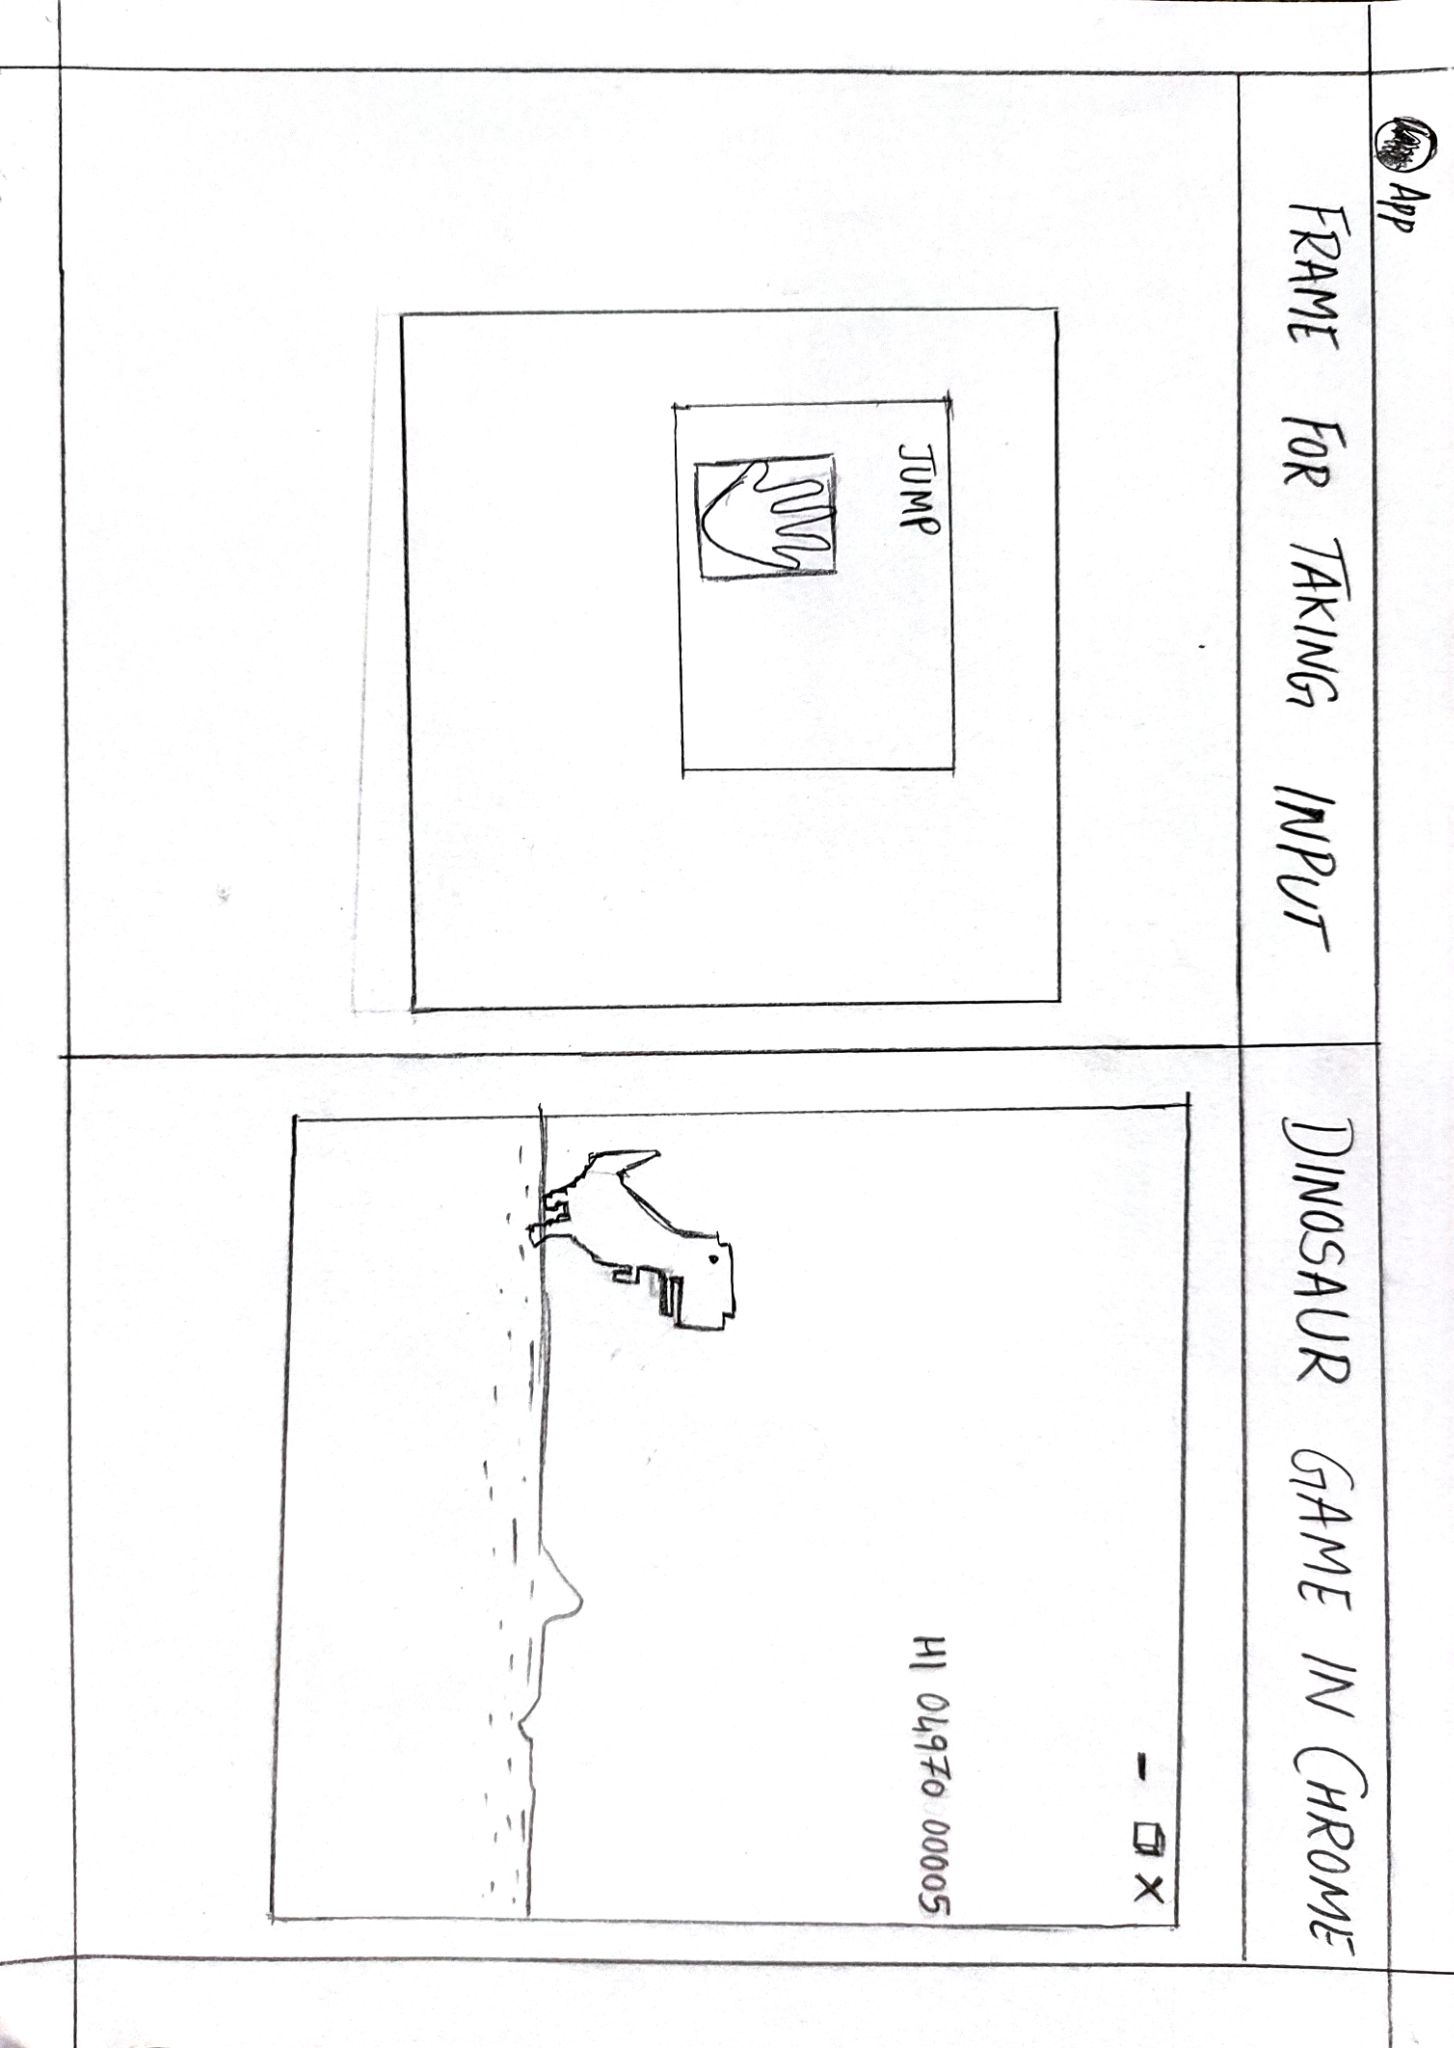 App
FRAME FOR TAKING INPUT
DINOSAUR GAME IN CHROME
JUMP
HI 04970 00005